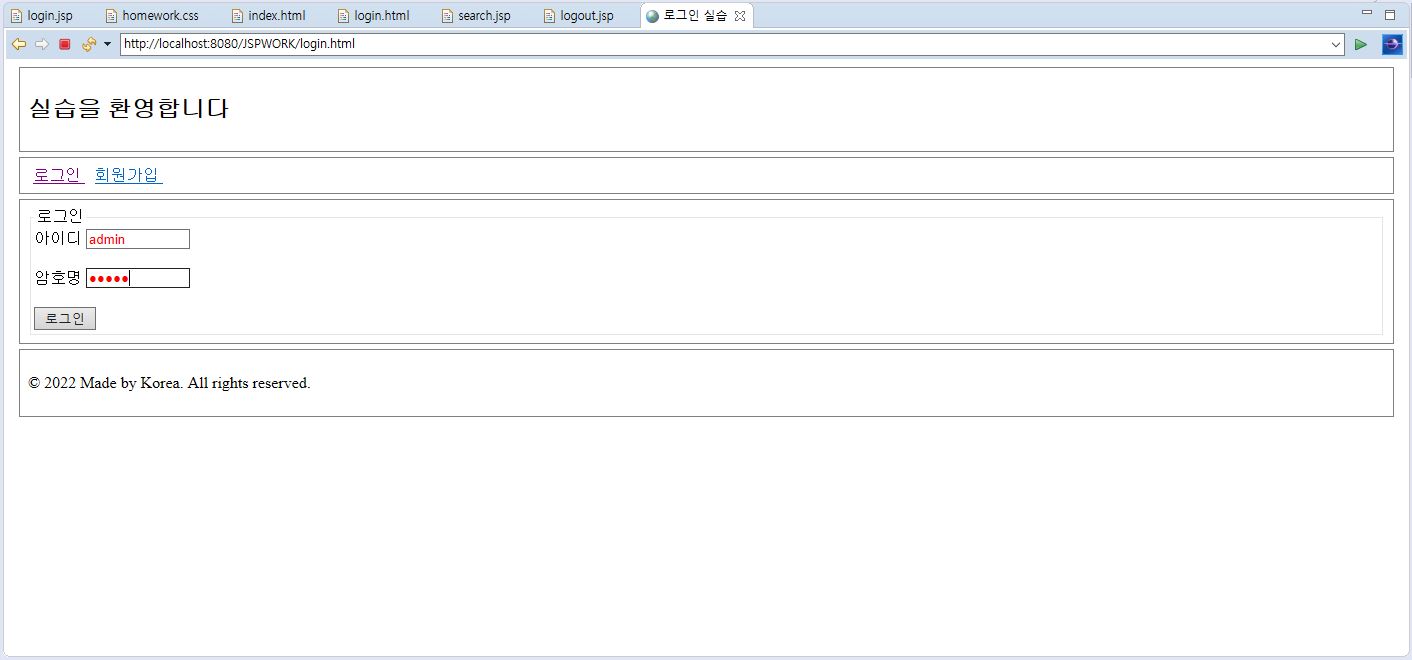 login.jsp homework.css index.html login.html search.jsp logout.jsp 로그인 실습
http://localhost:8080/JSPWORK/login.html
실습을 환영합니다
로그인 회원가입
로그인
아이디 admin
암호명 •••••
로그인
© 2022 Made by Korea. All rights reserved.